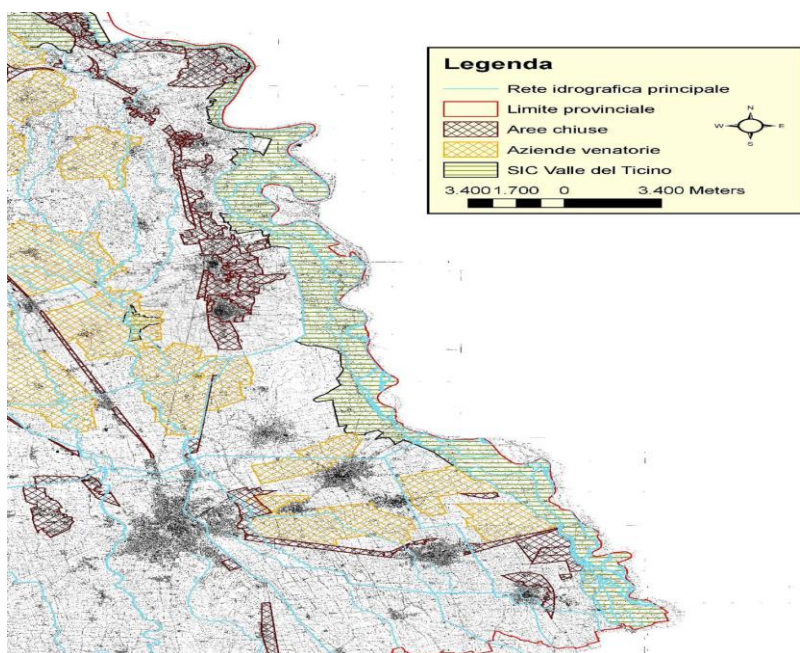 Legenda
Rete idrografica principale
Limite provinciale
Aree chiuse
Aziende venatorie
SIC Valle del Ticino
N
W E
S
3.400 1.700 0 3.400 Meters